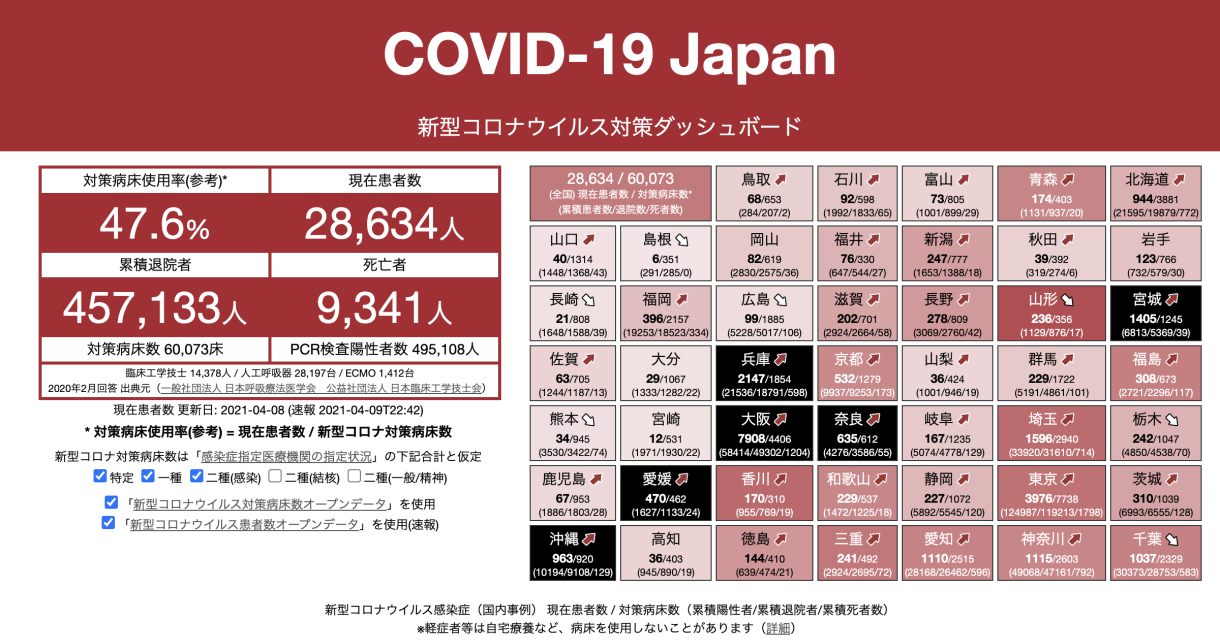 COVID-19 Japan
新型コロナウイルス対策ダッシュボード
対策病床使用率(参考)*
現在患者数
47.6%
28,634人
累積退院者
死亡者
457,133人
9,341人
対策病床数 60,073床
PCR検査陽性者数 495,108人
臨床工学技士 14,378人 / 人工呼吸器 28,197台 / ECMO 1,412台
2020年2月回答 出典元（一般社団法人 日本呼吸療法医学会　公益社団法人 日本臨床工学技士会）
現在患者数 更新日: 2021-04-08 (速報 2021-04-09T22:42)
* 対策病床使用率(参考) = 現在患者数 / 新型コロナ対策病床数
新型コロナ対策病床数は「感染症指定医療機関の指定状況」の下記合計と仮定
特定 一種 二種(感染) 二種(結核) 二種(一般/精神)
「新型コロナウイルス対策病床数オープンデータ」を使用
「新型コロナウイルス患者数オープンデータ」を使用(速報)
28,634 / 60,073
(全国) 現在患者数 / 対策病床数*
(累積患者数/退院数/死者数)
鳥取
68/653
(284/207/2)
石川
92/598
(1992/1833/65)
富山
73/805
(1001/899/29)
青森
174/403
(1131/937/20)
北海道
944/3881
(21595/19879/772)
山口
40/1314
(1448/1368/43)
島根
6/351
(291/285/0)
岡山
82/619
(2830/2575/36)
福井
76/330
(647/544/27)
新潟
247/777
(1653/1388/18)
秋田
39/392
(319/274/6)
岩手
123/766
(732/579/30)
長崎
21/808
(1648/1588/39)
福岡
396/2157
(19253/18523/334)
広島
99/1885
(5228/5017/106)
滋賀
202/701
(2924/2664/58)
長野
278/809
(3069/2760/42)
山形
236/356
(1129/876/17)
宮城
1405/1245
(6813/5369/39)
佐賀
63/705
(1244/1187/13)
大分
29/1067
(1333/1282/22)
兵庫
2147/1854
(21536/18791/598)
京都
532/1279
(9937/9253/173)
山梨
36/424
(1001/946/19)
群馬
229/1722
(5191/4861/101)
福島
308/673
(2721/2296/117)
熊本
34/945
(3530/3422/74)
宮崎
12/531
(1971/1930/22)
大阪
7908/4406
(58414/49302/1204)
奈良
635/612
(4276/3586/55)
岐阜
167/1235
(5074/4778/129)
埼玉
1596/2940
(33920/31610/714)
栃木
242/1047
(4850/4538/70)
鹿児島
67/953
(1886/1803/28)
愛媛
470/462
(1627/1133/24)
香川
170/310
(955/769/19)
和歌山
229/537
(1472/1225/18)
静岡
227/1072
(5892/5545/120)
東京
3976/7738
(124987/119213/1798)
茨城
310/1039
(6993/6555/128)
沖縄
963/920
(10194/9108/129)
高知
36/403
(945/890/19)
徳島
144/410
(639/474/21)
三重
241/492
(2924/2695/72)
愛知
1110/2515
(28168/26462/596)
神奈川
1115/2603
(49068/47161/792)
千葉
1037/2329
(30373/28753/583)
新型コロナウイルス感染症（国内事例） 現在患者数 / 対策病床数（累積陽性者/累積退院者/累積死者数）
※軽症者等は自宅療養など、病床を使用しないことがあります（詳細）